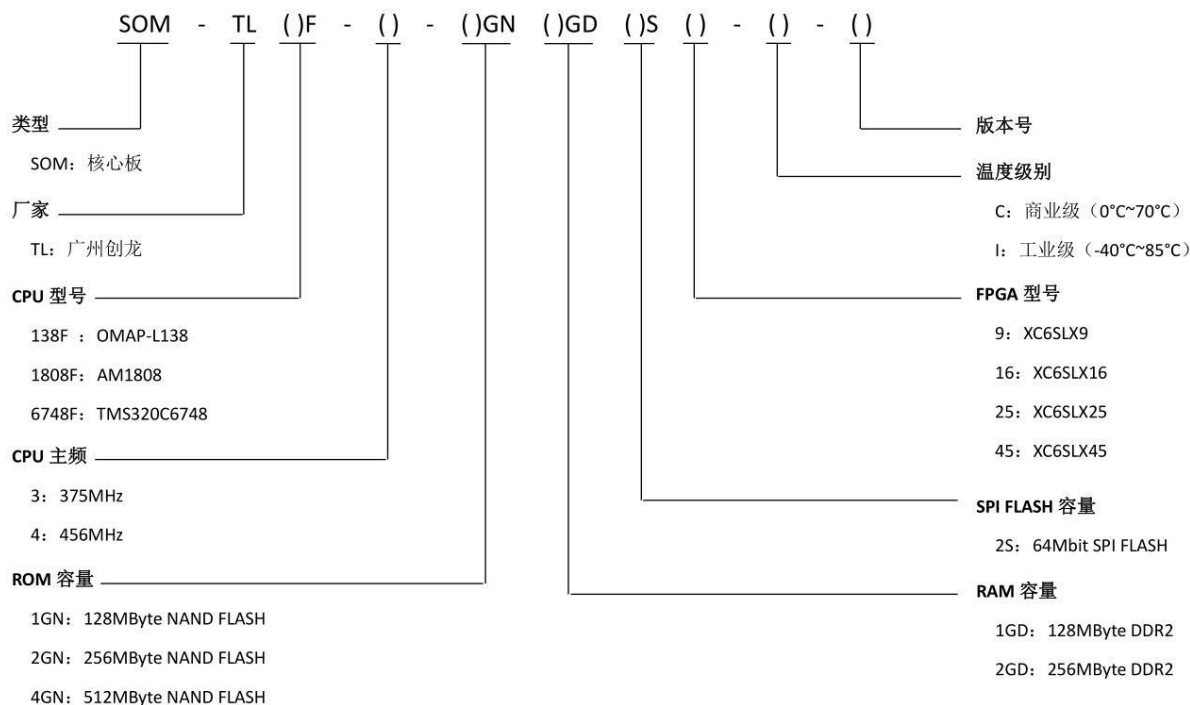 SOM - TL ( )F - ( ) - ( )GN ( )GD ( )S ( ) - ( ) - ( )
类型
SOM：核心板
厂家
TL：广州创龙
CPU 型号
138F ：OMAP-L138
1808F：AM1808
6748F：TMS320C6748
CPU 主频
3：375MHz
4：456MHz
ROM 容量
1GN：128MByte NAND FLASH
2GN：256MByte NAND FLASH
4GN：512MByte NAND FLASH
版本号
温度级别
C：商业级（0°C~70°C）
I：工业级（-40°C~85°C）
FPGA 型号
9：XC6SLX9
16：XC6SLX16
25：XC6SLX25
45：XC6SLX45
SPI FLASH 容量
2S：64Mbit SPI FLASH
RAM 容量
1GD：128MByte DDR2
2GD：256MByte DDR2